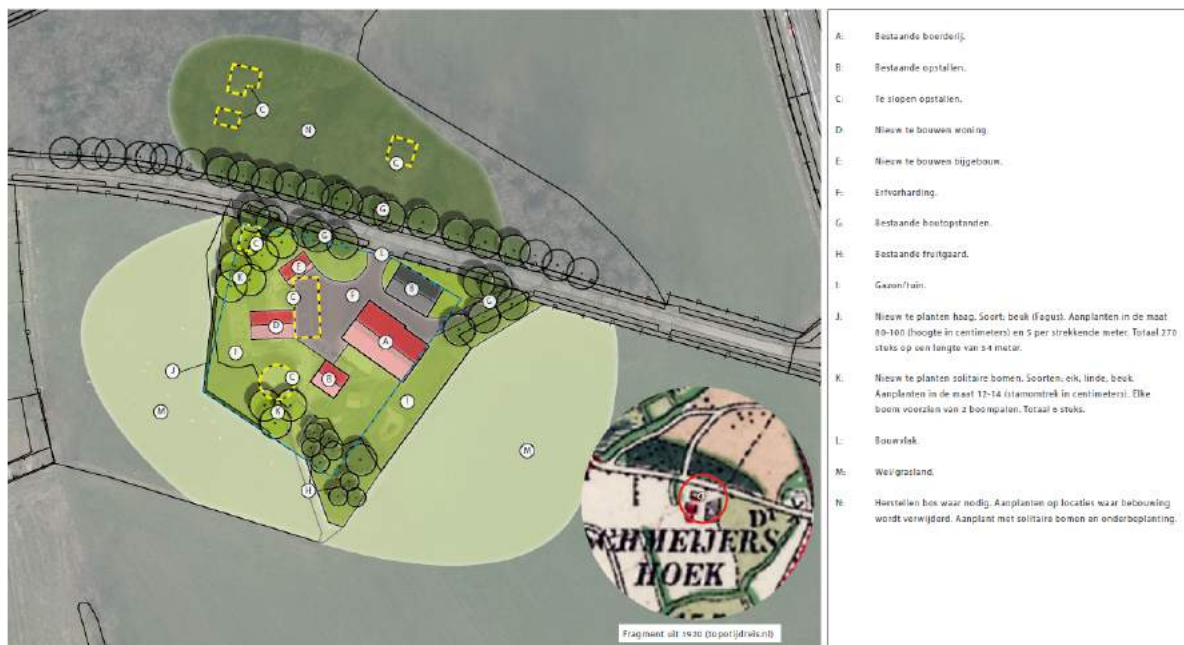 C
N
C
G
C
G
L
K
E
B
C
F
G
D
A
I
J
C
B
I
M
K
M
H
CHMEIJERS
HOEK
Fragment uit 1920 (topotijdreis.nl)
A: Bestaande boerderij.
B: Bestaande opstallen.
C: Te slopen opstallen.
D: Nieuw te bouwen woning
E: Nieuw te bouwen bijgebouw.
F: Erfverharding.
G: Bestaande houtopstanden.
H: Bestaande fruitgaard.
I: Gazon/tuin.
J: Nieuw te planten haag. Soort: beuk (Fagus). Aanplanten in de maat
80-100 (hoogte in centimeters) en 5 per strekkende meter. Totaal 270
stuks op een lengte van 54 meter.
K: Nieuw te planten solitaire bomen. Soorten: eik, linde, beuk.
Aanplanten in de maat 12-14 (stamomtrek in centimeters). Elke
boom voorzien van 2 boompalen. Totaal 6 stuks.
L: Bouwvlak.
M: Wei/grasland.
N: Herstellen bos waar nodig. Aanplanten op locaties waar bebouwing
wordt verwijderd. Aanplant met solitaire bomen en onderbeplanting.